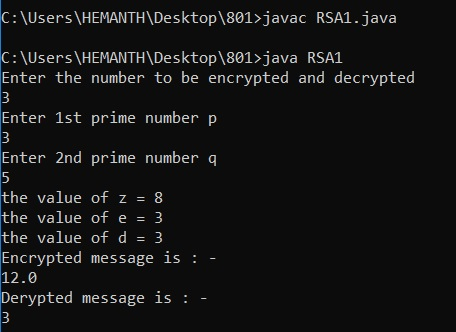 C:\Users\HEMANTH\Desktop\801>javac RSA1.java
C:\Users\HEMANTH\Desktop\801>java RSA1
Enter the number to be encrypted and decrypted
3
Enter 1st prime number p
3
Enter 2nd prime number q
5
the value of z = 8
the value of e = 3
the value of d = 3
Encrypted message is : -
12.0
Derypted message is : -
3